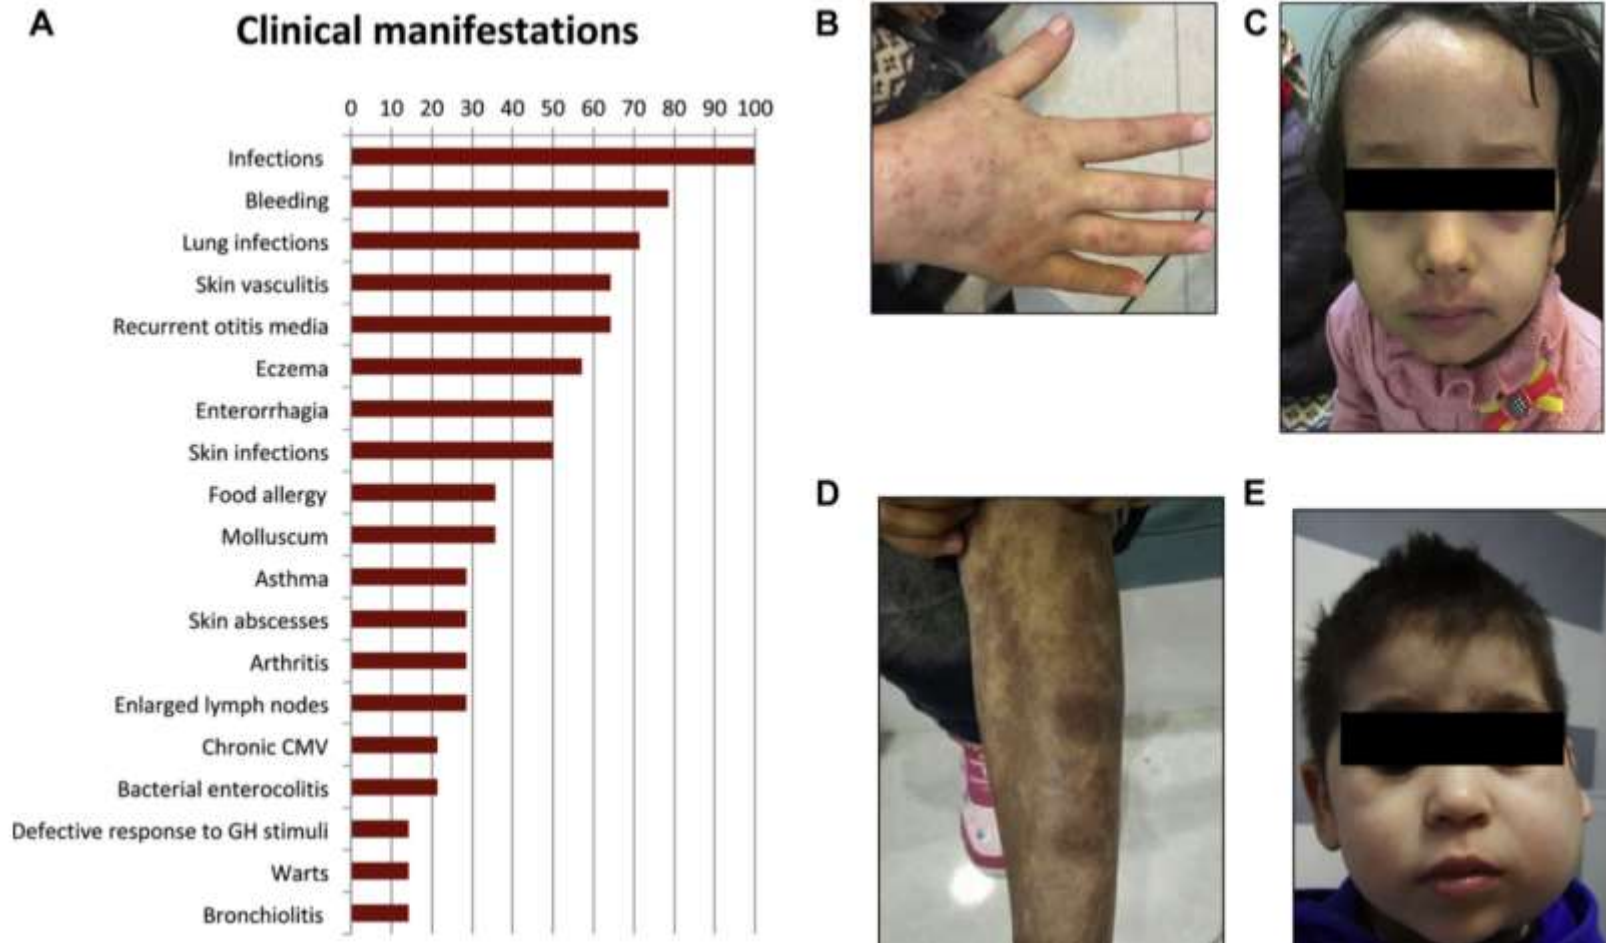 A
Clinical manifestations
0 10 20 30 40 50 60 70 80 90 100
Infections
Bleeding
Lung infections
Skin vasculitis
Recurrent otitis media
Eczema
Enterorrhagia
Skin infections
Food allergy
Molluscum
Asthma
Skin abscesses
Arthritis
Enlarged lymph nodes
Chronic CMV
Bacterial enterocolitis
Defective response to GH stimuli
Warts
Bronchiolitis
B
C
D
E